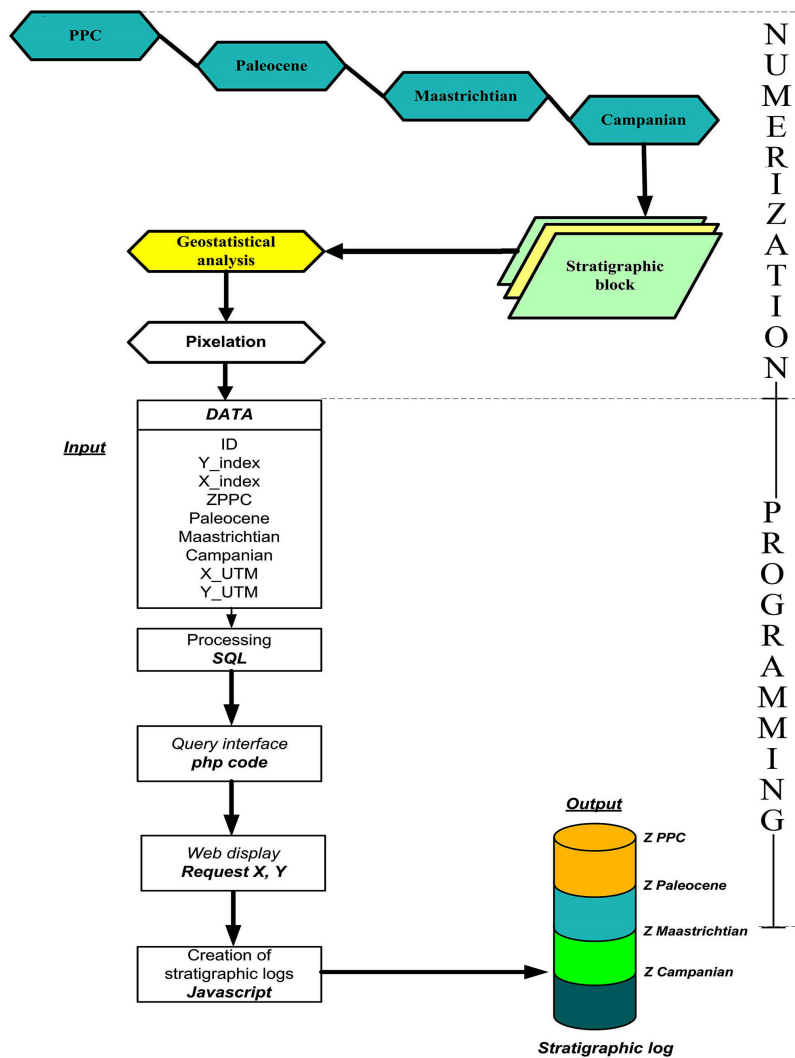 PPC
Paleocene
Maastrichtian
Campanian
Stratigraphic
block
Geostatistical
analysis
Pixelation
NUMERIZATION
Input
DATA
ID
Y_index
X_index
ZPPC
Paleocene
Maastrichtian
Campanian
X_UTM
Y_UTM
Processing
SQL
Query interface
php code
Web display
Request X, Y
Creation of
stratigraphic logs
Javascript
PROGRAMMING
Output
Z PPC
Z Paleocene
Z Maastrichtian
Z Campanian
Stratigraphic log